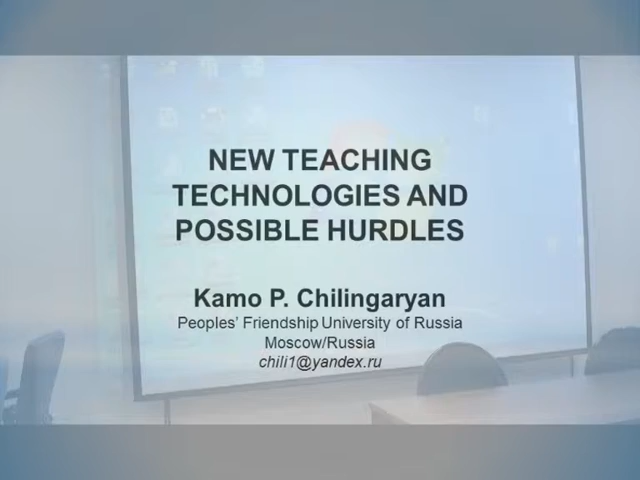 NEW TEACHING
TECHNOLOGIES AND
POSSIBLE HURDLES
Kamo P. Chilingaryan
Peoples' Friendship University of Russia
Moscow/Russia
chili1@yandex.ru